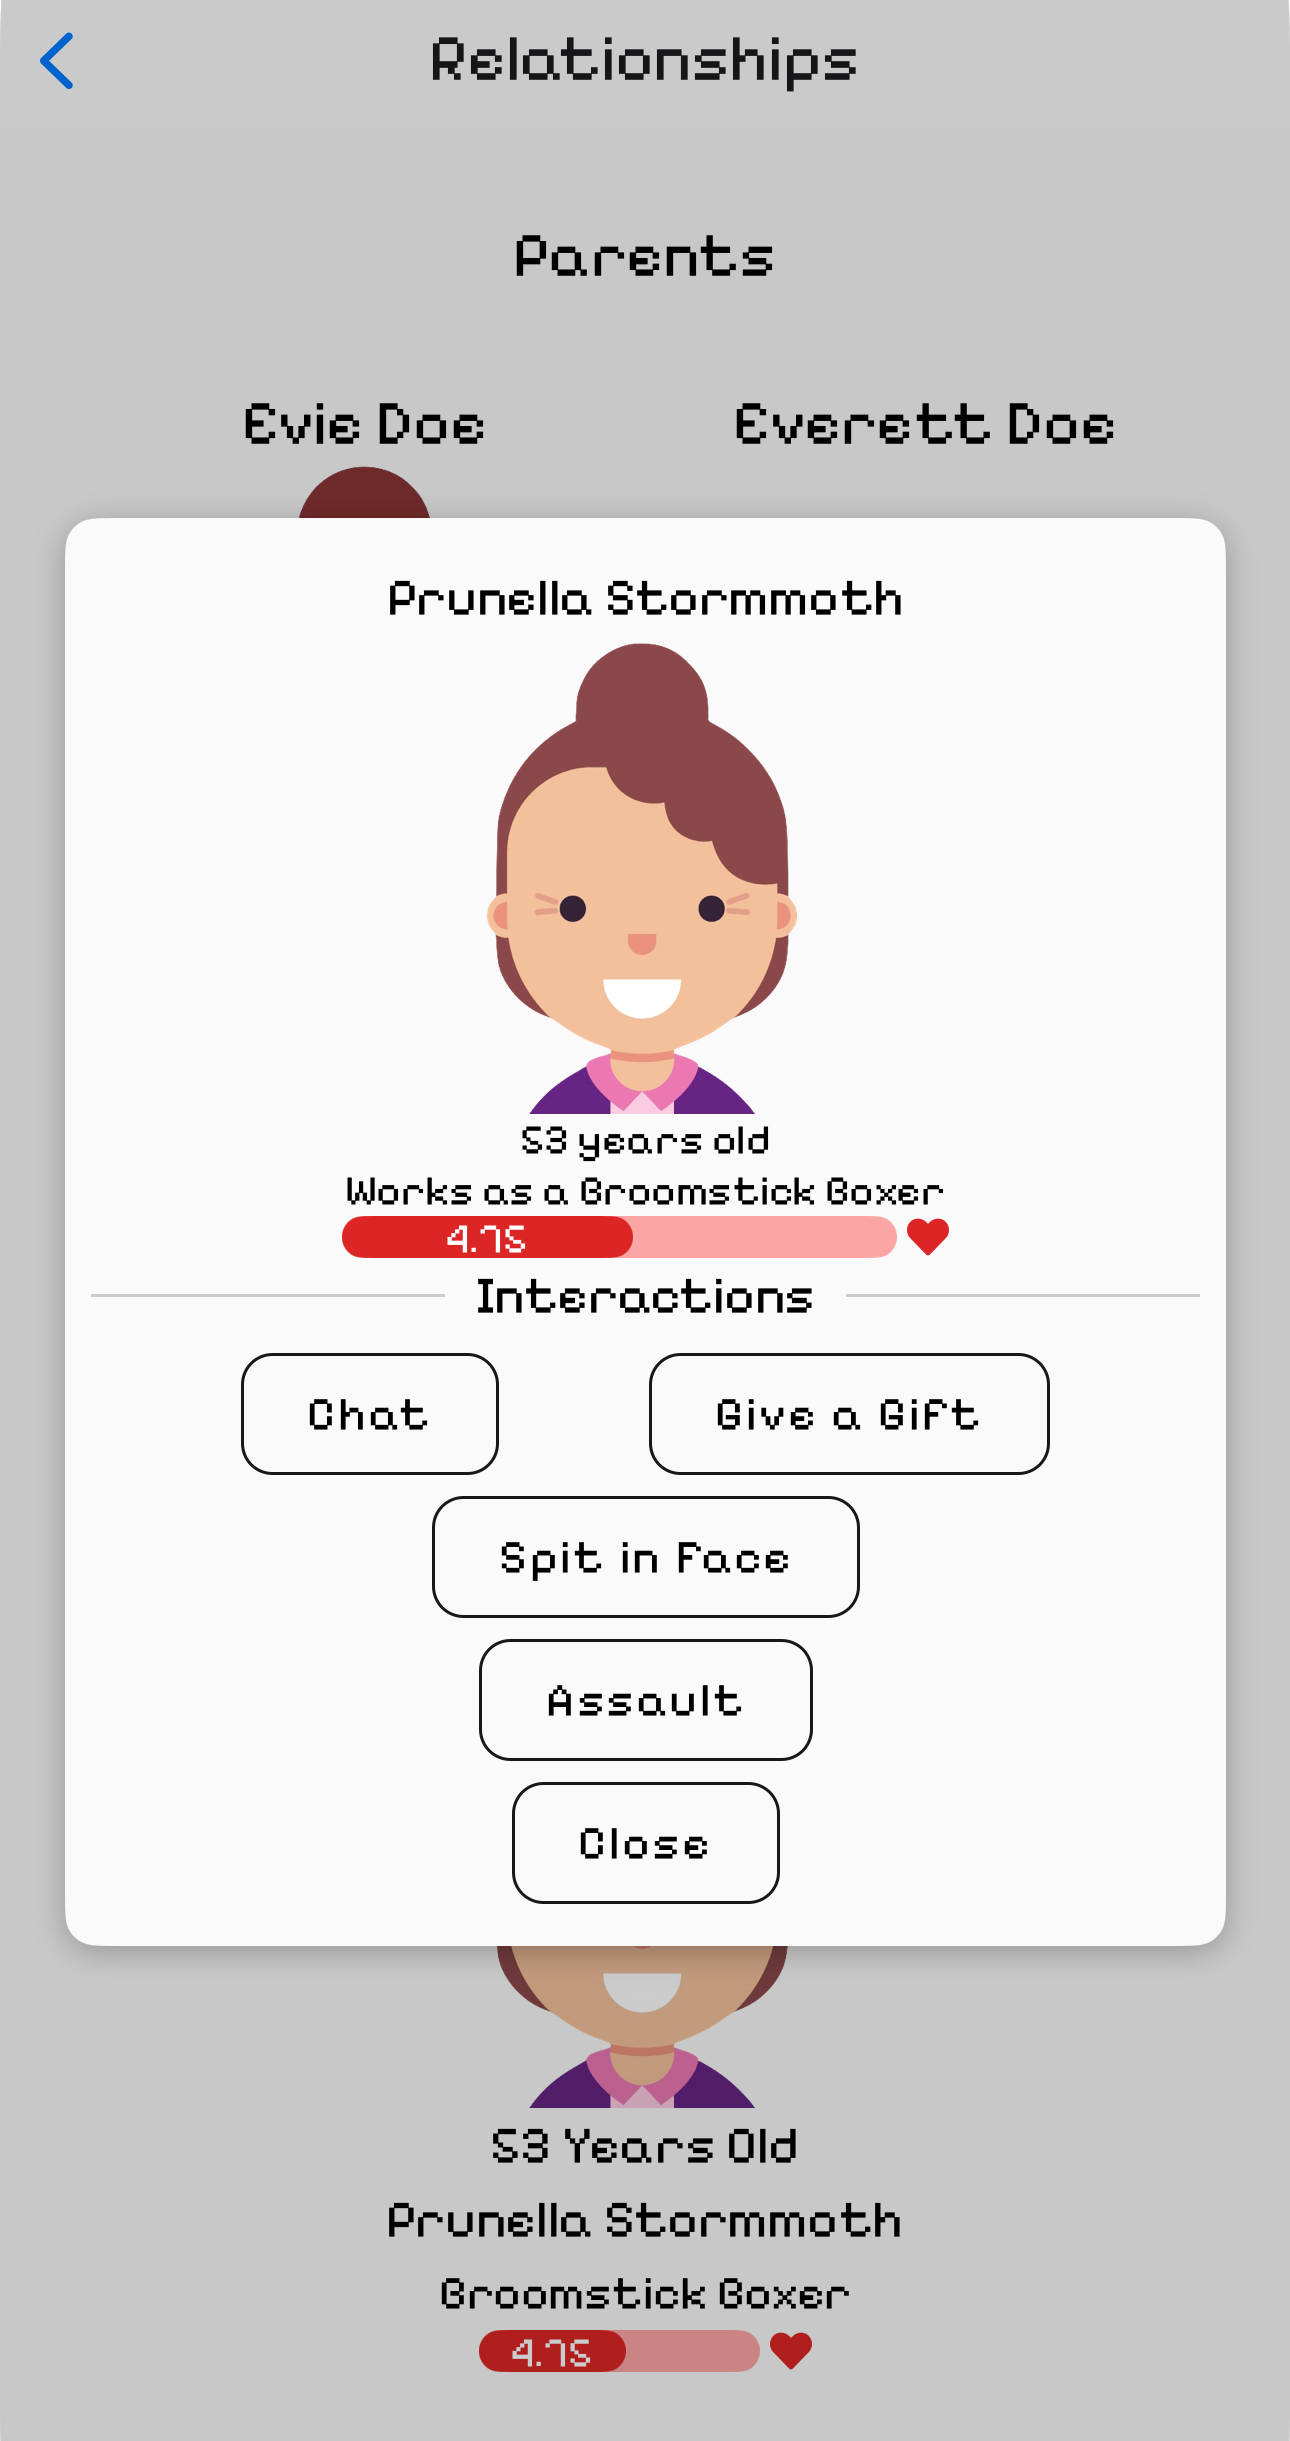 Relationships
Parents
Evie Doe
Everett Doe
Prunella Stormmoth
53 years old
Works as a Broomstick Boxer
4.75
Interactions
Chat
Give a Gift
Spit in Face
Assault
Close
53 Years Old
Prunella Stormmoth
Broomstick Boxer
4.75